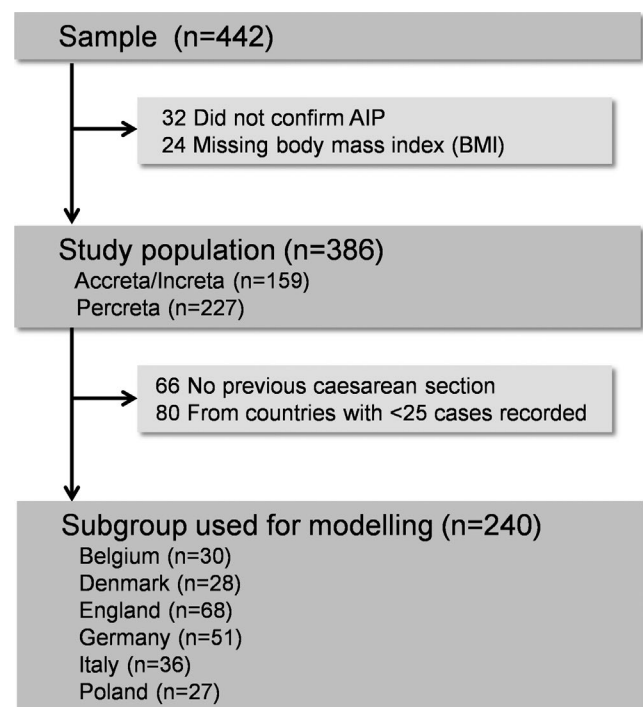 Sample (n=442)
32 Did not confirm AIP
24 Missing body mass index (BMI)
Study population (n=386)
Accreta/Increta (n=159)
Percreta (n=227)
66 No previous caesarean section
80 From countries with <25 cases recorded
Subgroup used for modelling (n=240)
Belgium (n=30)
Denmark (n=28)
England (n=68)
Germany (n=51)
Italy (n=36)
Poland (n=27)